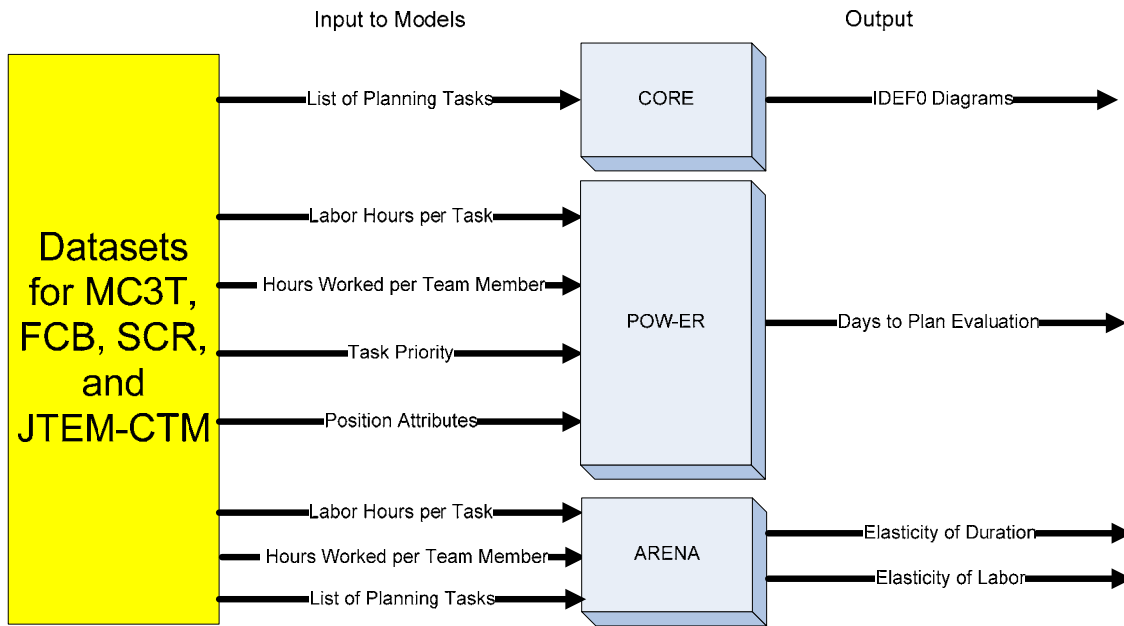 Input to Models
Output
Datasets
for MC3T,
FCB, SCR,
and
JTEM-CTM
List of Planning Tasks
CORE
IDEF0 Diagrams
Labor Hours per Task
Hours Worked per Team Member
Task Priority
Position Attributes
POW-ER
Days to Plan Evaluation
Labor Hours per Task
Hours Worked per Team Member
List of Planning Tasks
ARENA
Elasticity of Duration
Elasticity of Labor